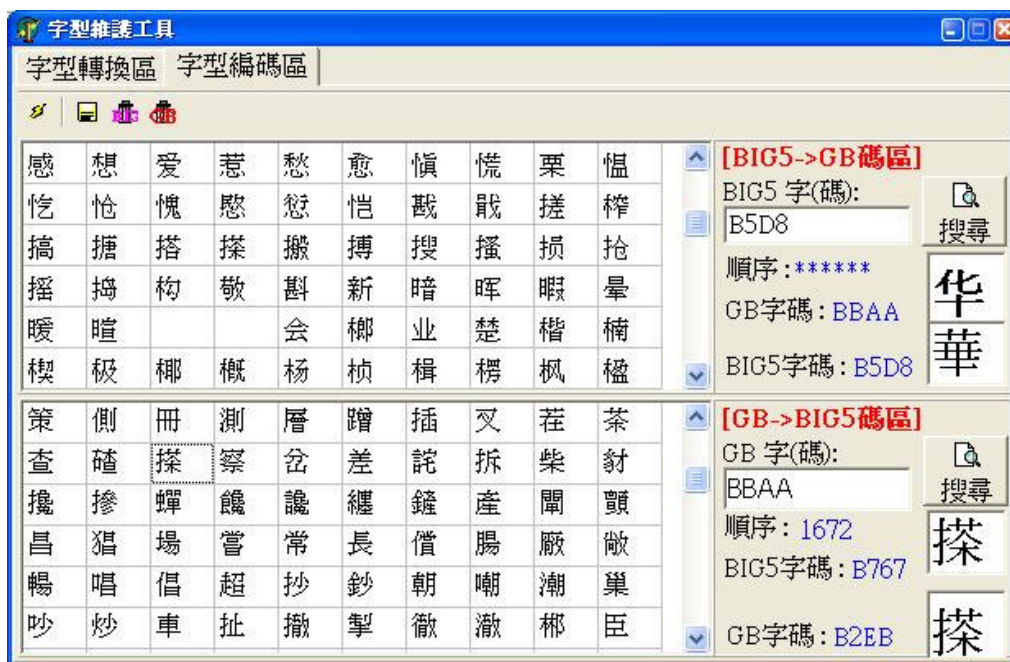 字型維護工具
字型轉換區 字型編碼區
BIG GB
感 想 爱 惹 愁 愈 慎 慌 栗 愠
忾 怆 愧 愍 愆 恺 戡 戢 搓 榨
搞 搪 搭 搽 搬 搏 搜 搔 损 抢
摇 捣 构 敬 斟 新 暗 晖 暇 晕
暖 暄 会 榔 业 楚 楷 楠
楔 极 椰 概 杨 桢 楫 楞 枫 楹
[BIG5->GB碼區]
BIG5 字(碼):
B5D8
搜尋
順序:******
GB字碼:BBAA
BIG5字碼:B5D8
华
華
策 側 冊 測 層 蹭 插 叉 茬 茶
查 碴 搽 察 岔 差 詫 拆 柴 豺
攙 摻 蟬 饞 讒 纏 鏟 產 闡 顫
昌 猖 場 嘗 常 長 償 腸 廠 敞
暢 唱 倡 超 抄 鈔 朝 嘲 潮 巢
吵 炒 車 扯 撤 掣 徹 澈 郴 臣
[GB->BIG5碼區]
GB 字(碼):
BBAA
搜尋
順序:1672
BIG5字碼:B767
GB字碼:B2EB
搽
搽